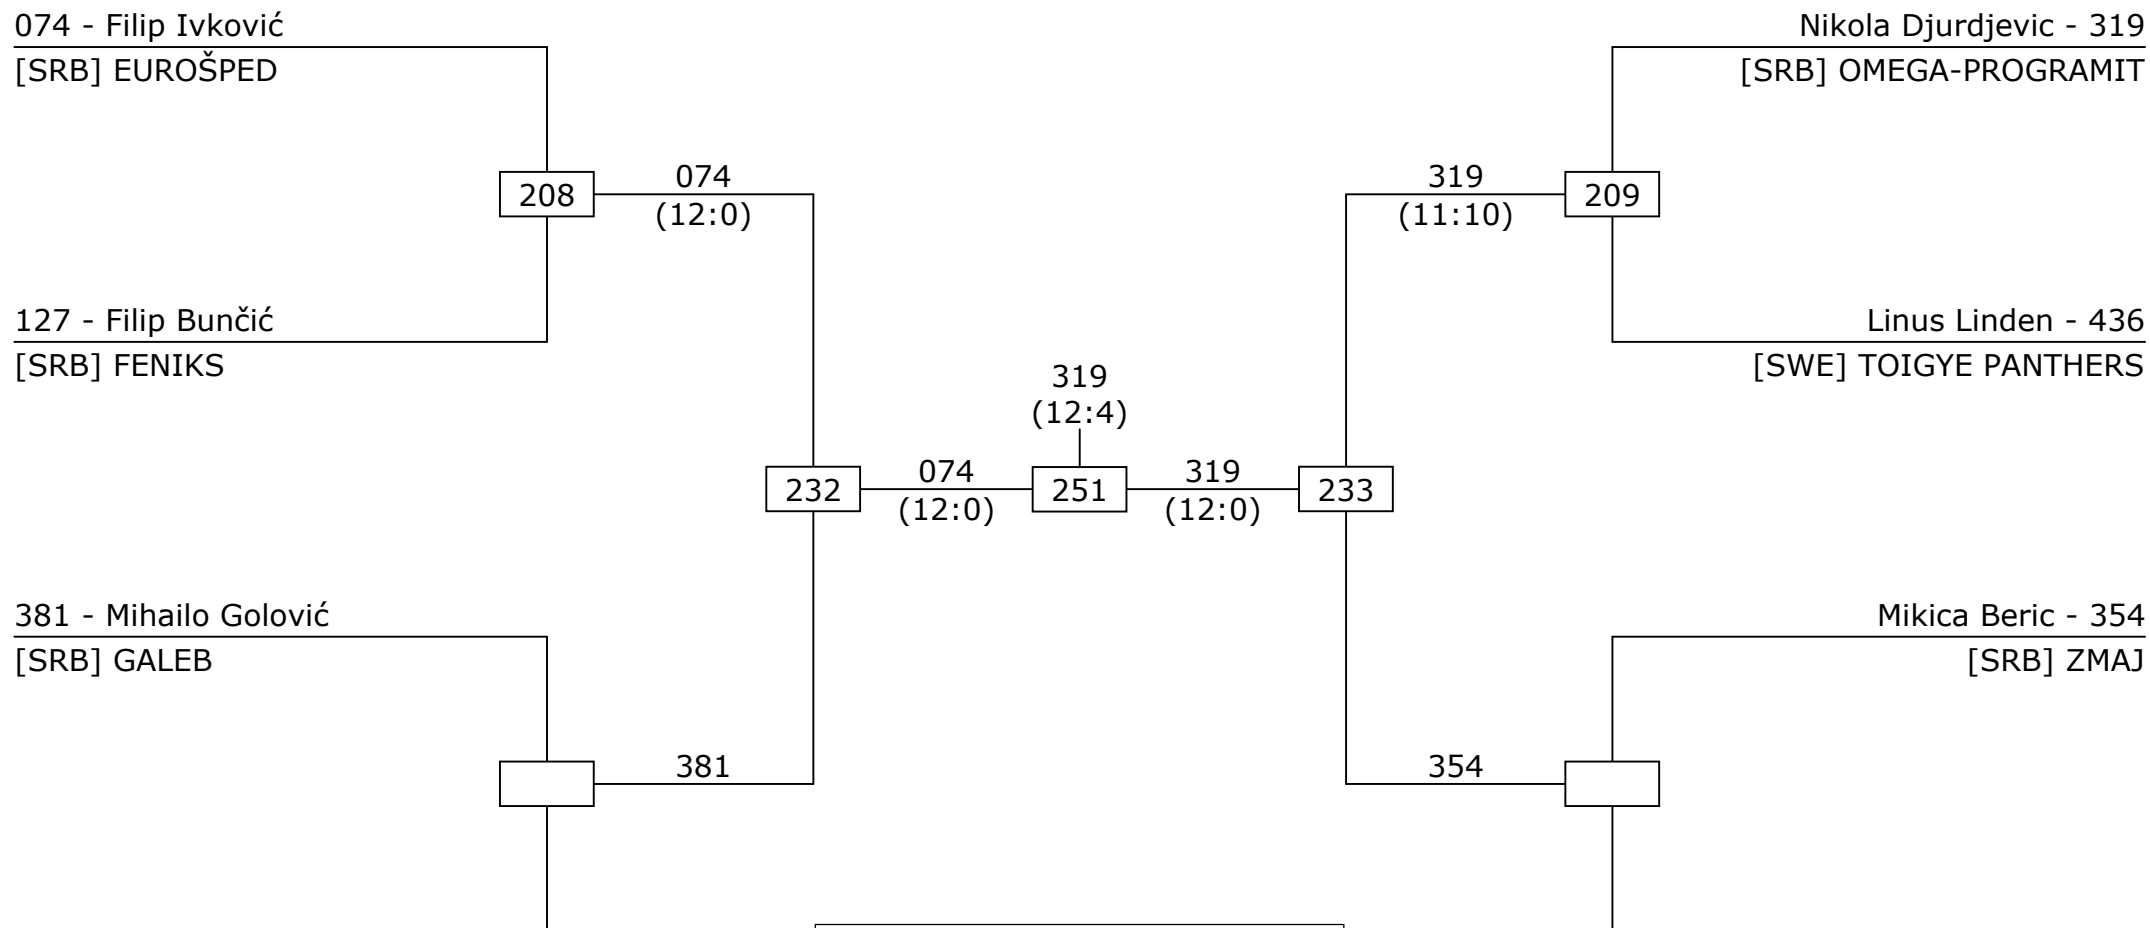 074 - Filip Ivković
[SRB] EUROŠPED
Nikola Djurdjevic - 319
[SRB] OMEGA-PROGRAMIT
208
074
(12:0)
319
(11:10)
209
127 - Filip Bunčić
[SRB] FENIKS
Linus Linden - 436
[SWE] TOIGYE PANTHERS
319
(12:4)
232
074
(12:0)
251
319
(12:0)
233
381 - Mihailo Golović
[SRB] GALEB
Mikica Beric - 354
[SRB] ZMAJ
381
354